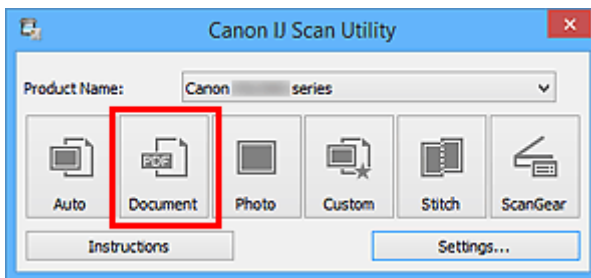 Canon IJ Scan Utility
Product Name: Canon series
PDF
Auto Document Photo Custom Stitch ScanGear
Instructions Settings...